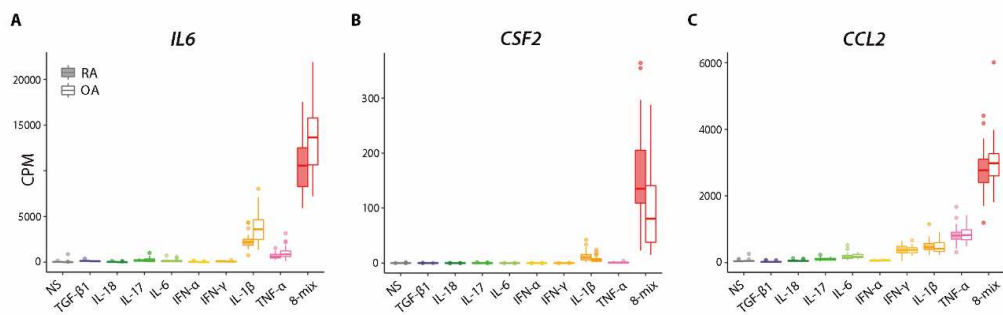 A
IL6
CPM
20000
15000
10000
5000
0
RA
OA
NS
TGF-β1
IL-18
IL-17
IL-6
IFN-α
IFN-γ
IL-1β
TNF-α
8-mix
B
CSF2
300
200
100
0
NS
TGF-β1
IL-18
IL-17
IL-6
IFN-α
IFN-γ
IL-1β
TNF-α
8-mix
C
CCL2
6000
4000
2000
0
NS
TGF-β1
IL-18
IL-17
IL-6
IFN-α
IFN-γ
IL-1β
TNF-α
8-mix